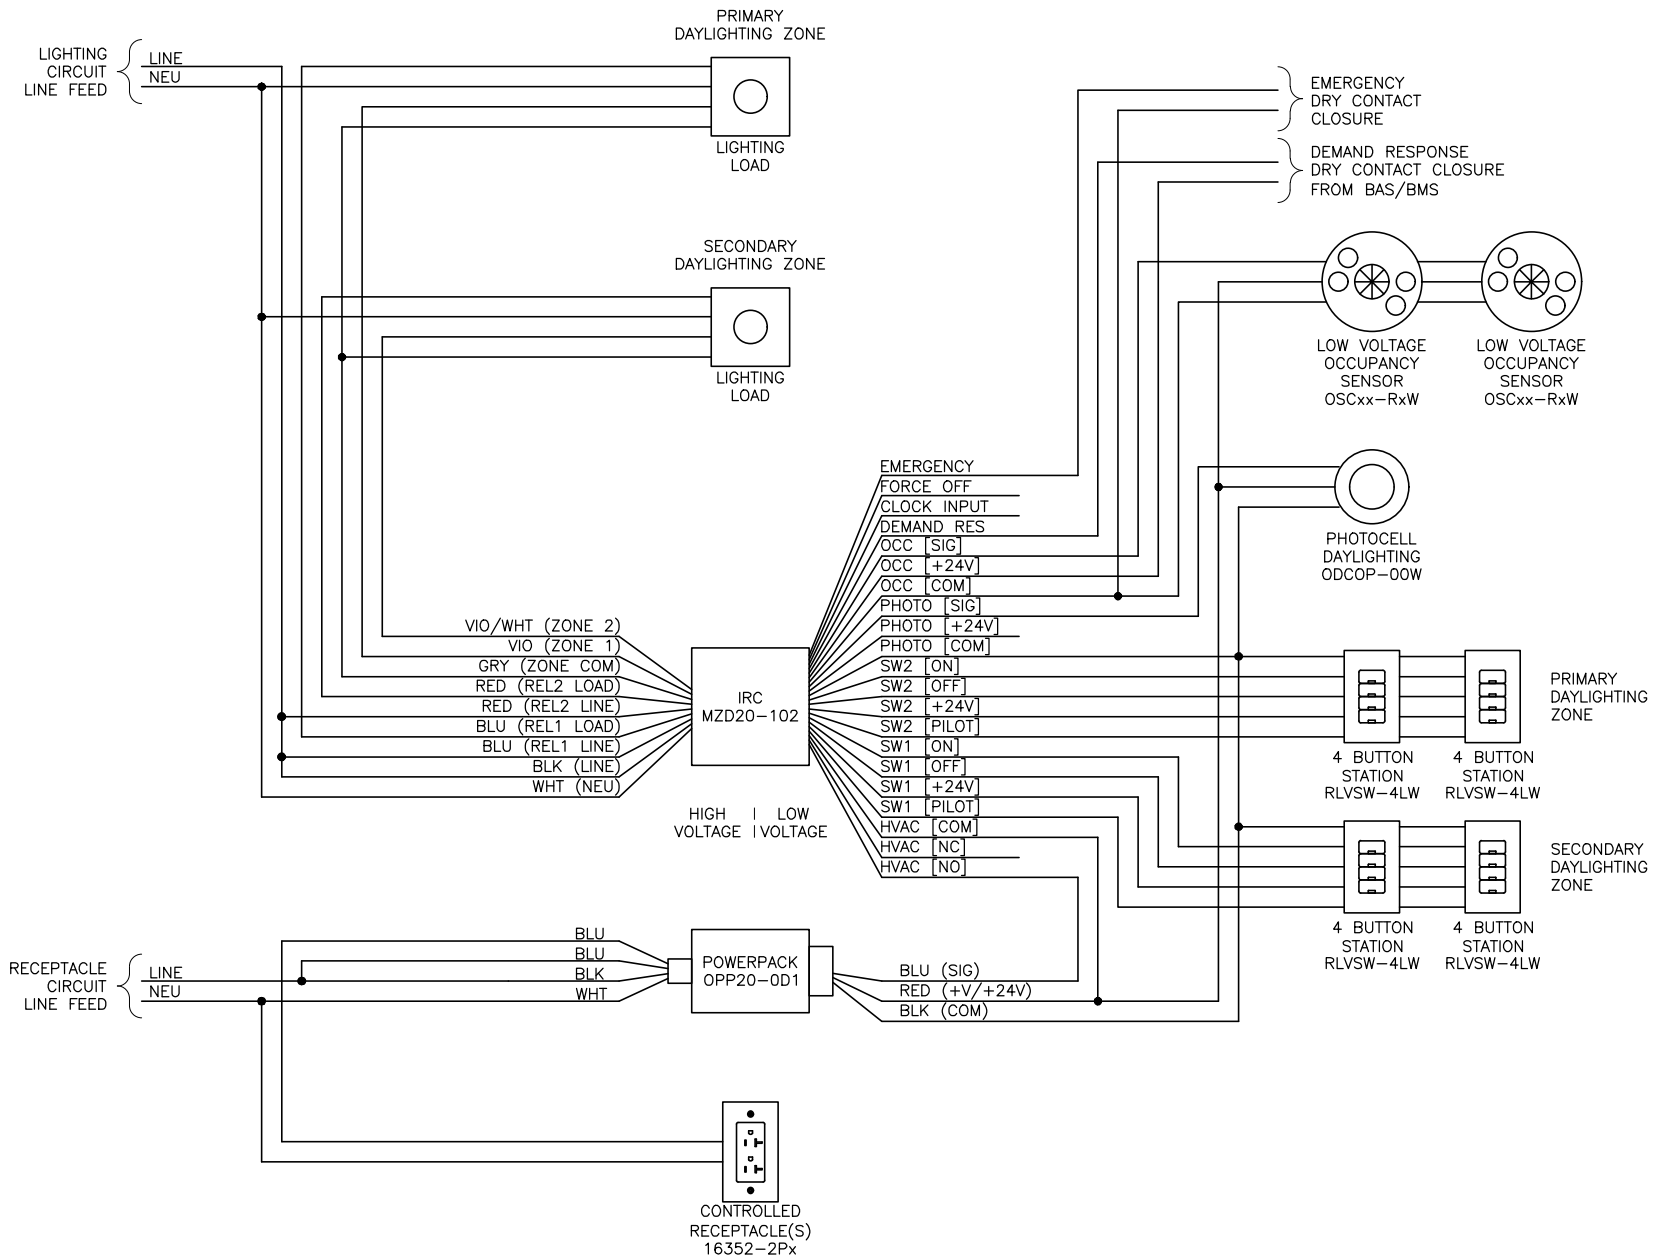 PRIMARY
DAYLIGHTING ZONE
LIGHTING
CIRCUIT
LINE FEED
LINE
NEU
LIGHTING
LOAD
SECONDARY
DAYLIGHTING ZONE
LIGHTING
LOAD
EMERGENCY
DRY CONTACT
CLOSURE
DEMAND RESPONSE
DRY CONTACT CLOSURE
FROM BAS/BMS
LOW VOLTAGE
OCCUPANCY
SENSOR
OSCxx-RxW
LOW VOLTAGE
OCCUPANCY
SENSOR
OSCxx-RxW
PHOTOCELL
DAYLIGHTING
ODCOP-00W
VIO/WHT (ZONE 2)
VIO (ZONE 1)
GRY (ZONE COM)
RED (REL2 LOAD)
RED (REL2 LINE)
BLU (REL1 LOAD)
BLU (REL1 LINE)
BLK (LINE)
WHT (NEU)
IRC
MZD20-102
HIGH | LOW
VOLTAGE | VOLTAGE
EMERGENCY
FORCE OFF
CLOCK INPUT
DEMAND RES
OCC [SIG]
OCC [+24V]
OCC [COM]
PHOTO [SIG]
PHOTO [+24V]
PHOTO [COM]
SW2 [ON]
SW2 [OFF]
SW2 [+24V]
SW2 [PILOT]
SW1 [ON]
SW1 [OFF]
SW1 [+24V]
SW1 [PILOT]
HVAC [COM]
HVAC [NC]
HVAC [NO]
4 BUTTON
STATION
RLVSW-4LW
4 BUTTON
STATION
RLVSW-4LW
PRIMARY
DAYLIGHTING
ZONE
4 BUTTON
STATION
RLVSW-4LW
4 BUTTON
STATION
RLVSW-4LW
SECONDARY
DAYLIGHTING
ZONE
RECEPTACLE
CIRCUIT
LINE FEED
LINE
NEU
BLU
BLU
BLK
WHT
POWERPACK
OPP20-0D1
BLU (SIG)
RED (+V/+24V)
BLK (COM)
CONTROLLED
RECEPTACLE(S)
16352-2Px